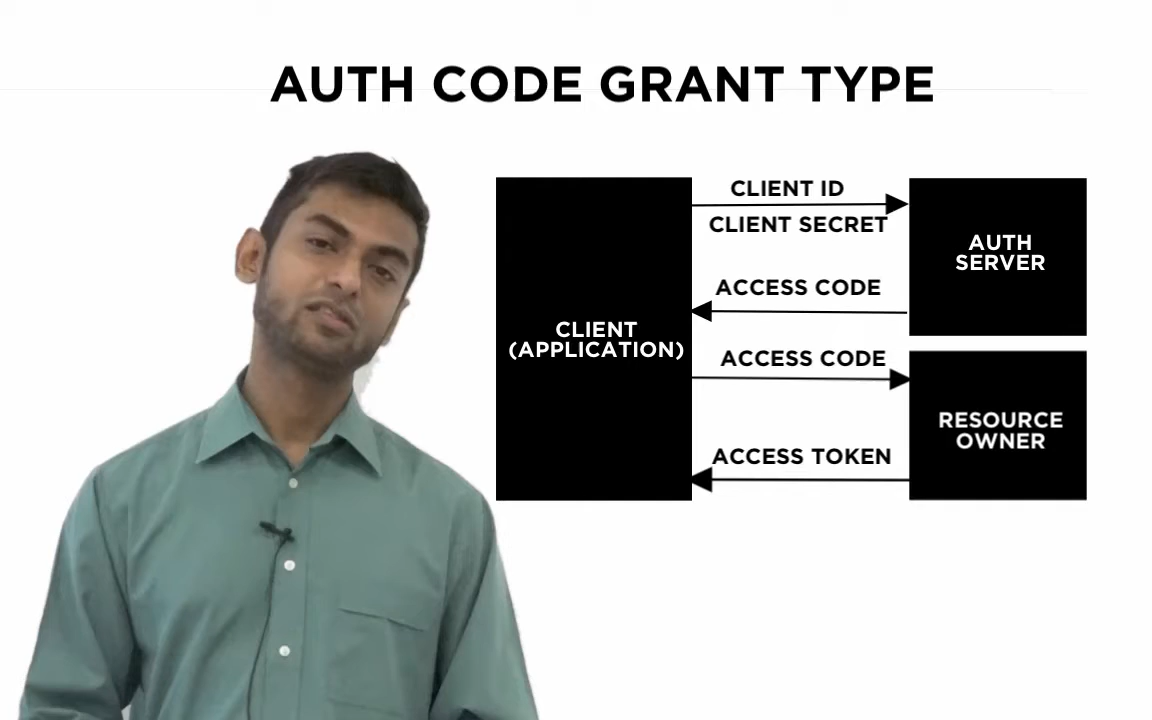 AUTH CODE GRANT TYPE
CLIENT ID
CLIENT SECRET
AUTH
SERVER
ACCESS CODE
CLIENT
(APPLICATION)
ACCESS CODE
RESOURCE
OWNER
ACCESS TOKEN